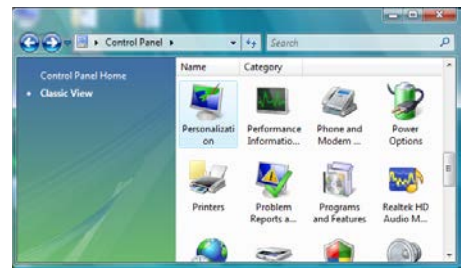 Control Panel
Search
Control Panel Home
Classic View
Name
Category
Personalizati
on
Performance
Informatio...
Phone and
Modem ...
Power
Options
Printers
Problem
Reports a...
Programs
and Features
Realtek HD
Audio M...